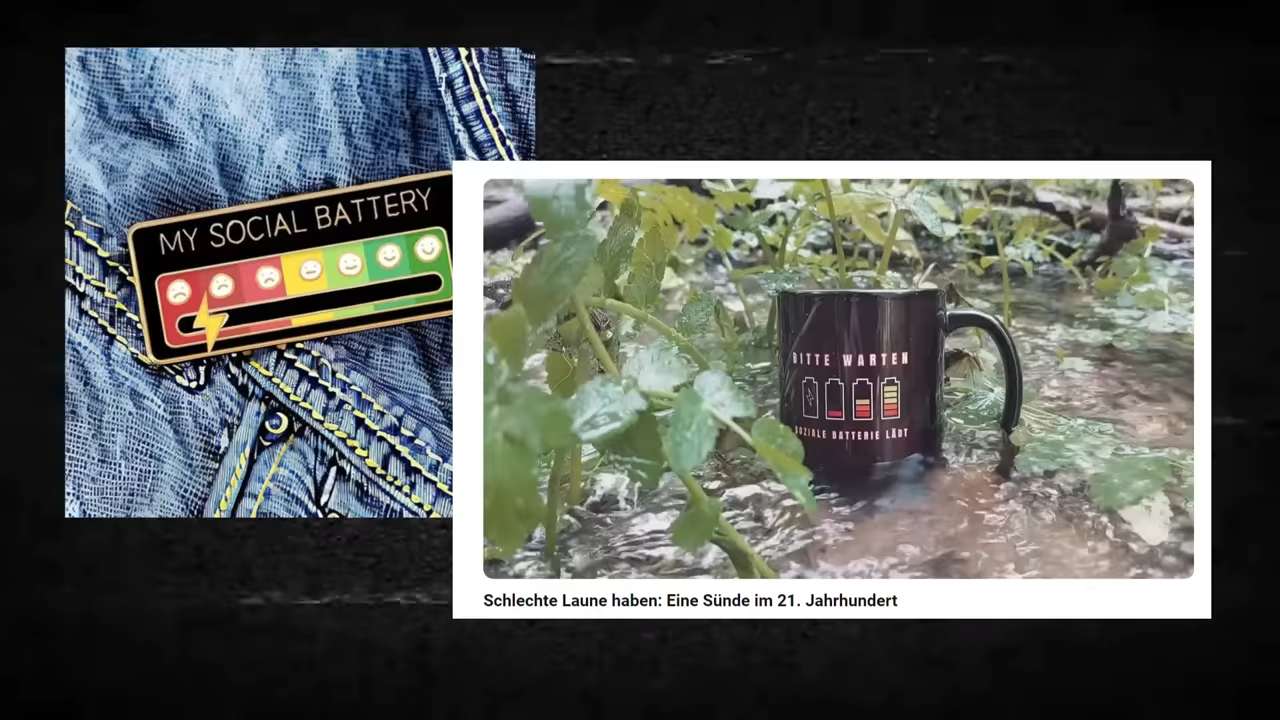 MY SOCIAL BATTERY
BITTE WARTEN
SOZIALE BATTERIE LÄDT
Schlechte Laune haben: Eine Sünde im 21. Jahrhundert